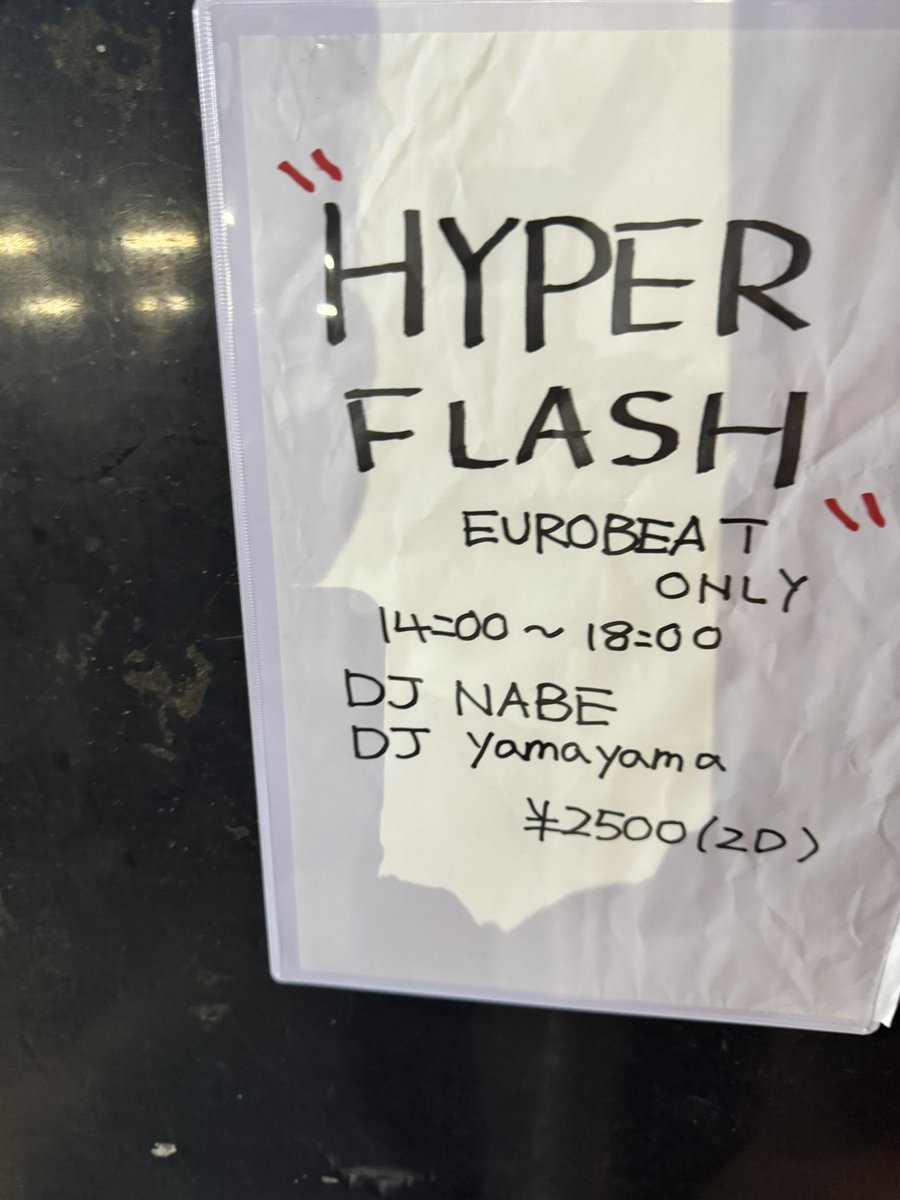 "HYPER
FLASH"
EUROBEAT
ONLY
14:00 ~ 18:00
DJ NABE
DJ yamayama
¥2500(2D)